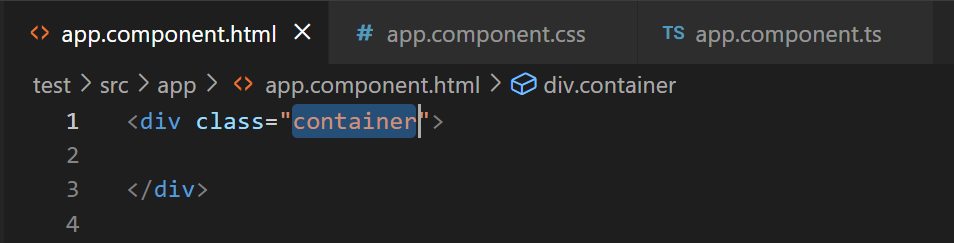 <> app.component.html × # app.component.css TS app.component.ts
test > src > app > <> app.component.html > div.container
1 <div class="container">
2
3 </div>
4